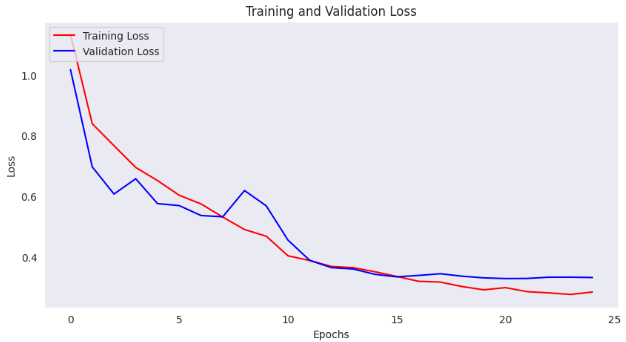 Training and Validation Loss
Training Loss
Validation Loss
1.0
0.8
0.6
0.4
Loss
0 5 10 15 20 25
Epochs